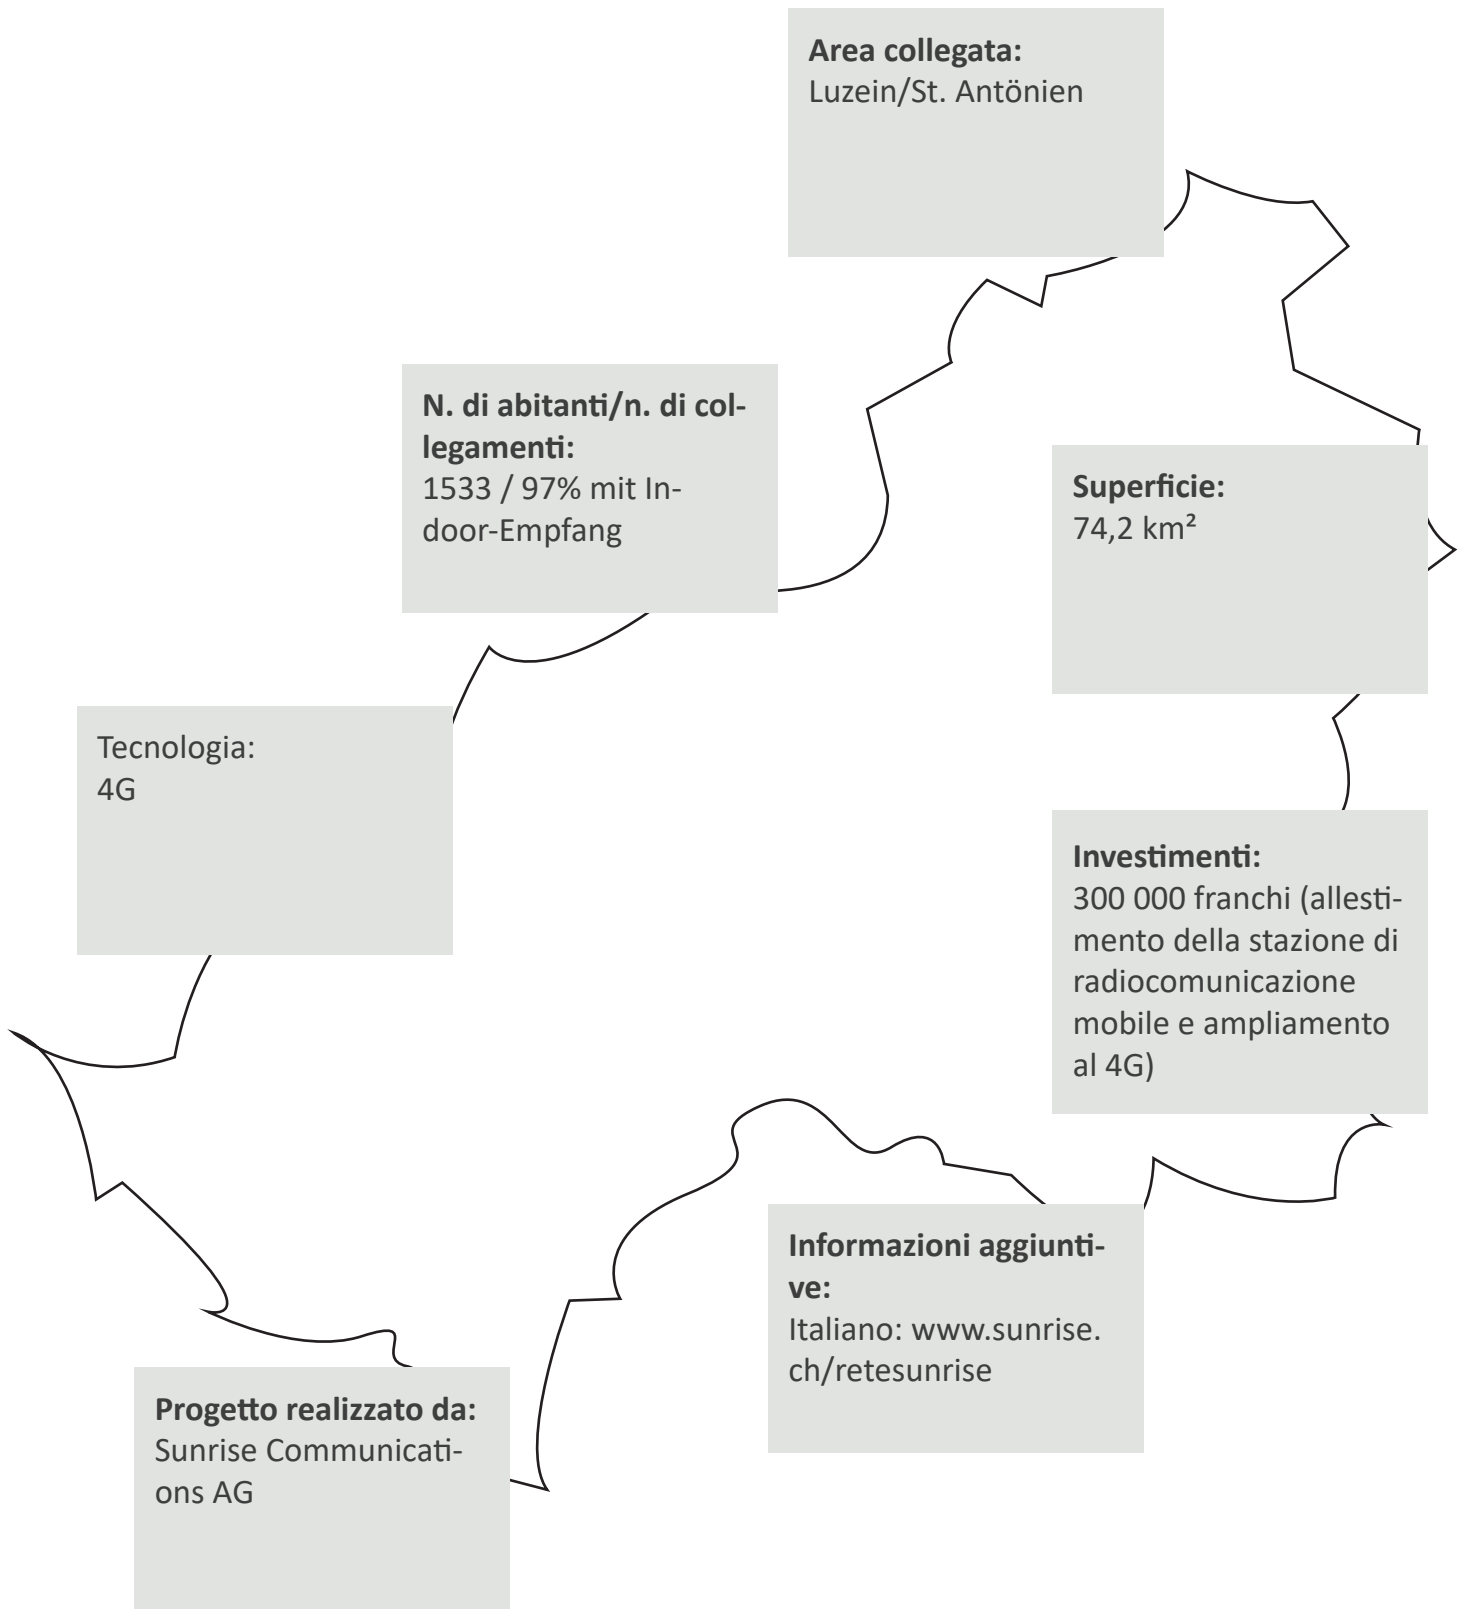 Area collegata:
Luzein/St. Antönien
N. di abitanti/n. di col-
legamenti:
1533 / 97% mit In-
door-Empfang
Superficie:
74,2 km²
Tecnologia:
4G
Investimenti:
300 000 franchi (allesti-
mento della stazione di
radiocomunicazione
mobile e ampliamento
al 4G)
Informazioni aggiunti-
ve:
Italiano: www.sunrise.
ch/retesunrise
Progetto realizzato da:
Sunrise Communicati-
ons AG